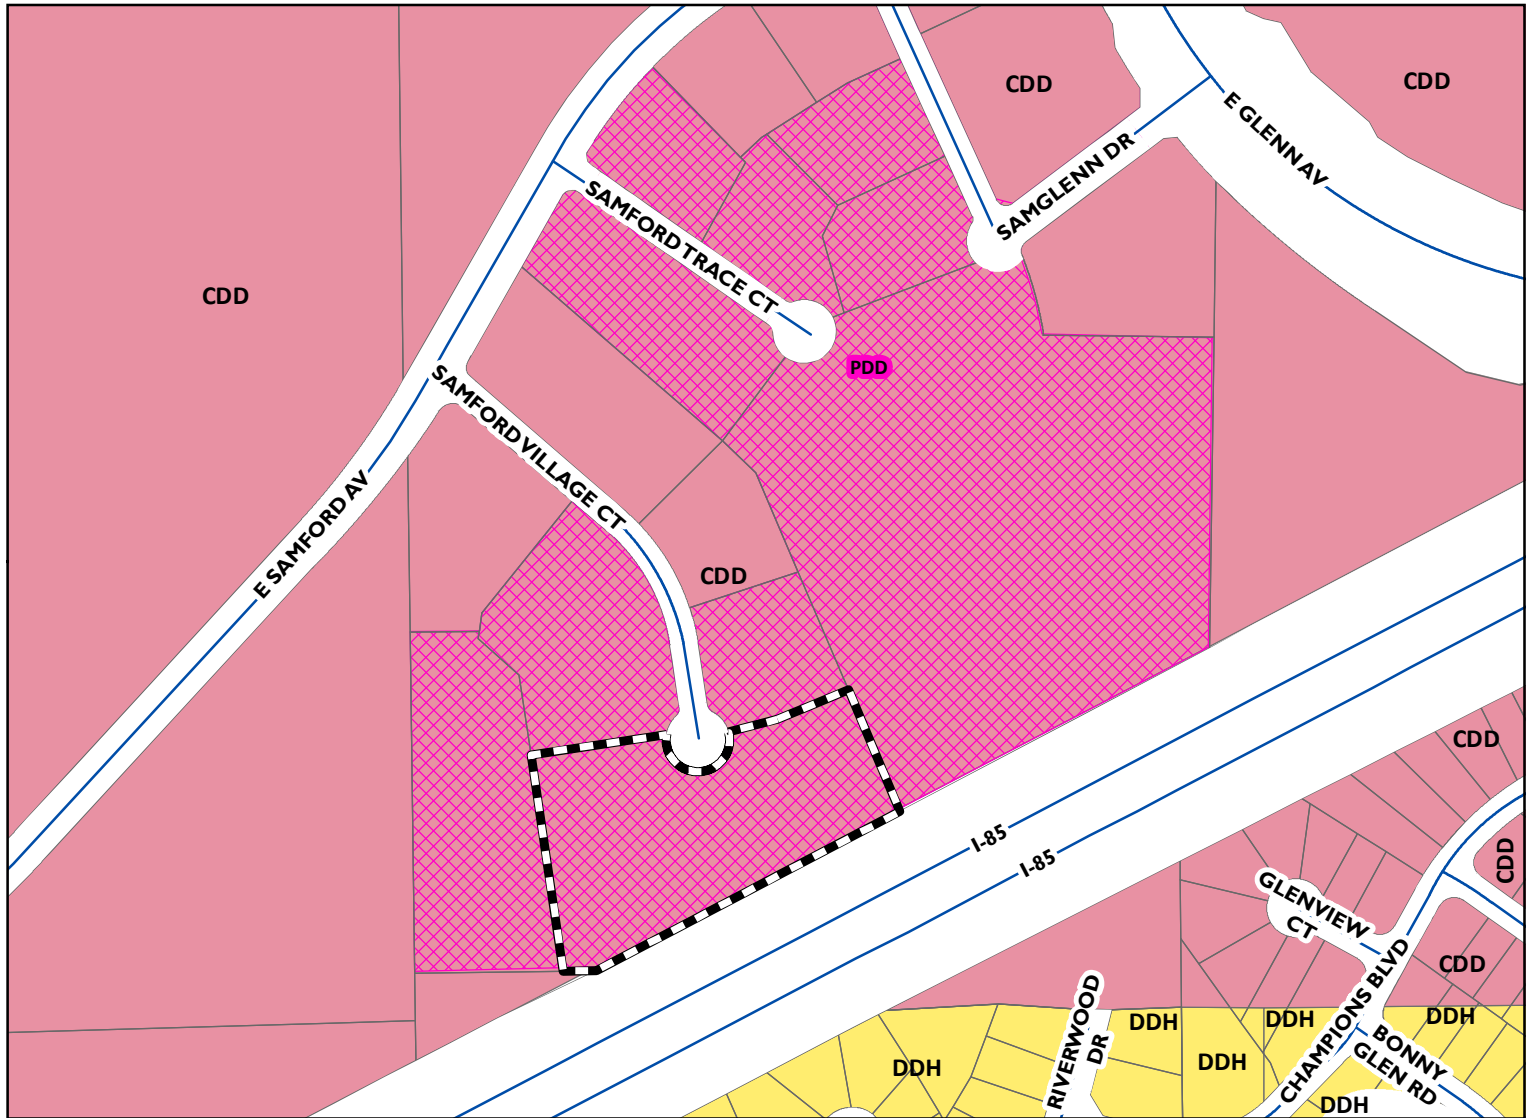 CDD
CDD
E GLENN AV
SAMGLENN DR
SAMFORD TRACE CT
CDD
PDD
SAMFORD VILLAGE CT
E SAMFORD AV
CDD
CDD
I-85
I-85
CDD
GLENVIEW
CT
CDD
CHAMPIONS BLVD
RIVERWOOD
DR
DDH
DDH
DDH
DDH
DDH
BONNY
GLEN RD
DDH